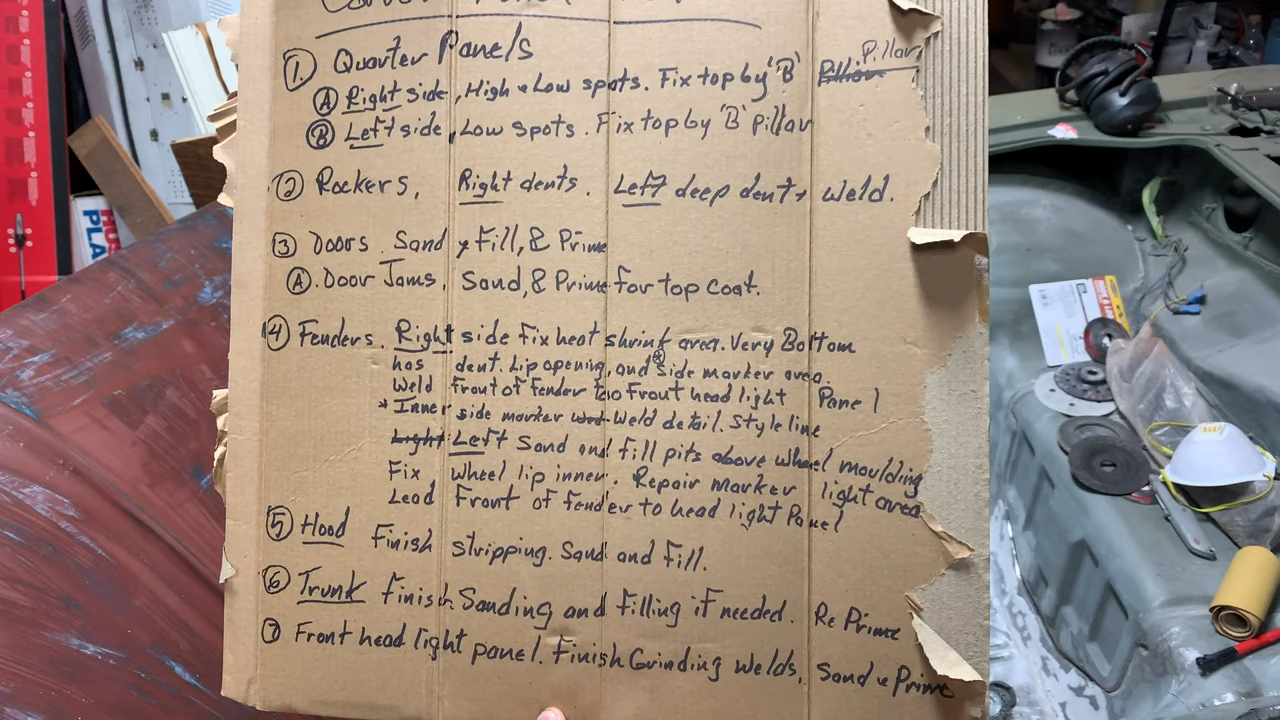 ① Quarter Panels
Ⓐ Right side, High & Low spots. Fix top by 'B' Pillar
Ⓑ Left side, Low spots. Fix top by 'B' pillar
② Rockers, Right dents. Left deep dent + weld.
③ Doors. Sand, Fill, & Prime
Ⓐ. Door Jams, Sand, & Prime for top coat.
④ Fenders. Right side Fix heat shrink area. Very Bottom
has dent. Lip opening, and side marker area.
Weld Front of Fender too Front head light Panel
* Inner side marker Weld detail. Style line
Left Sand and fill pits above wheel moulding
Fix wheel lip inner. Repair marker light area
Lead Front of fender to head light Panel
⑤ Hood Finish stripping. Sand and fill.
⑥ Trunk Finish Sanding and filling if needed. Re Prime
⑦ Front head light panel. Finish Grinding welds, Sand & Prime